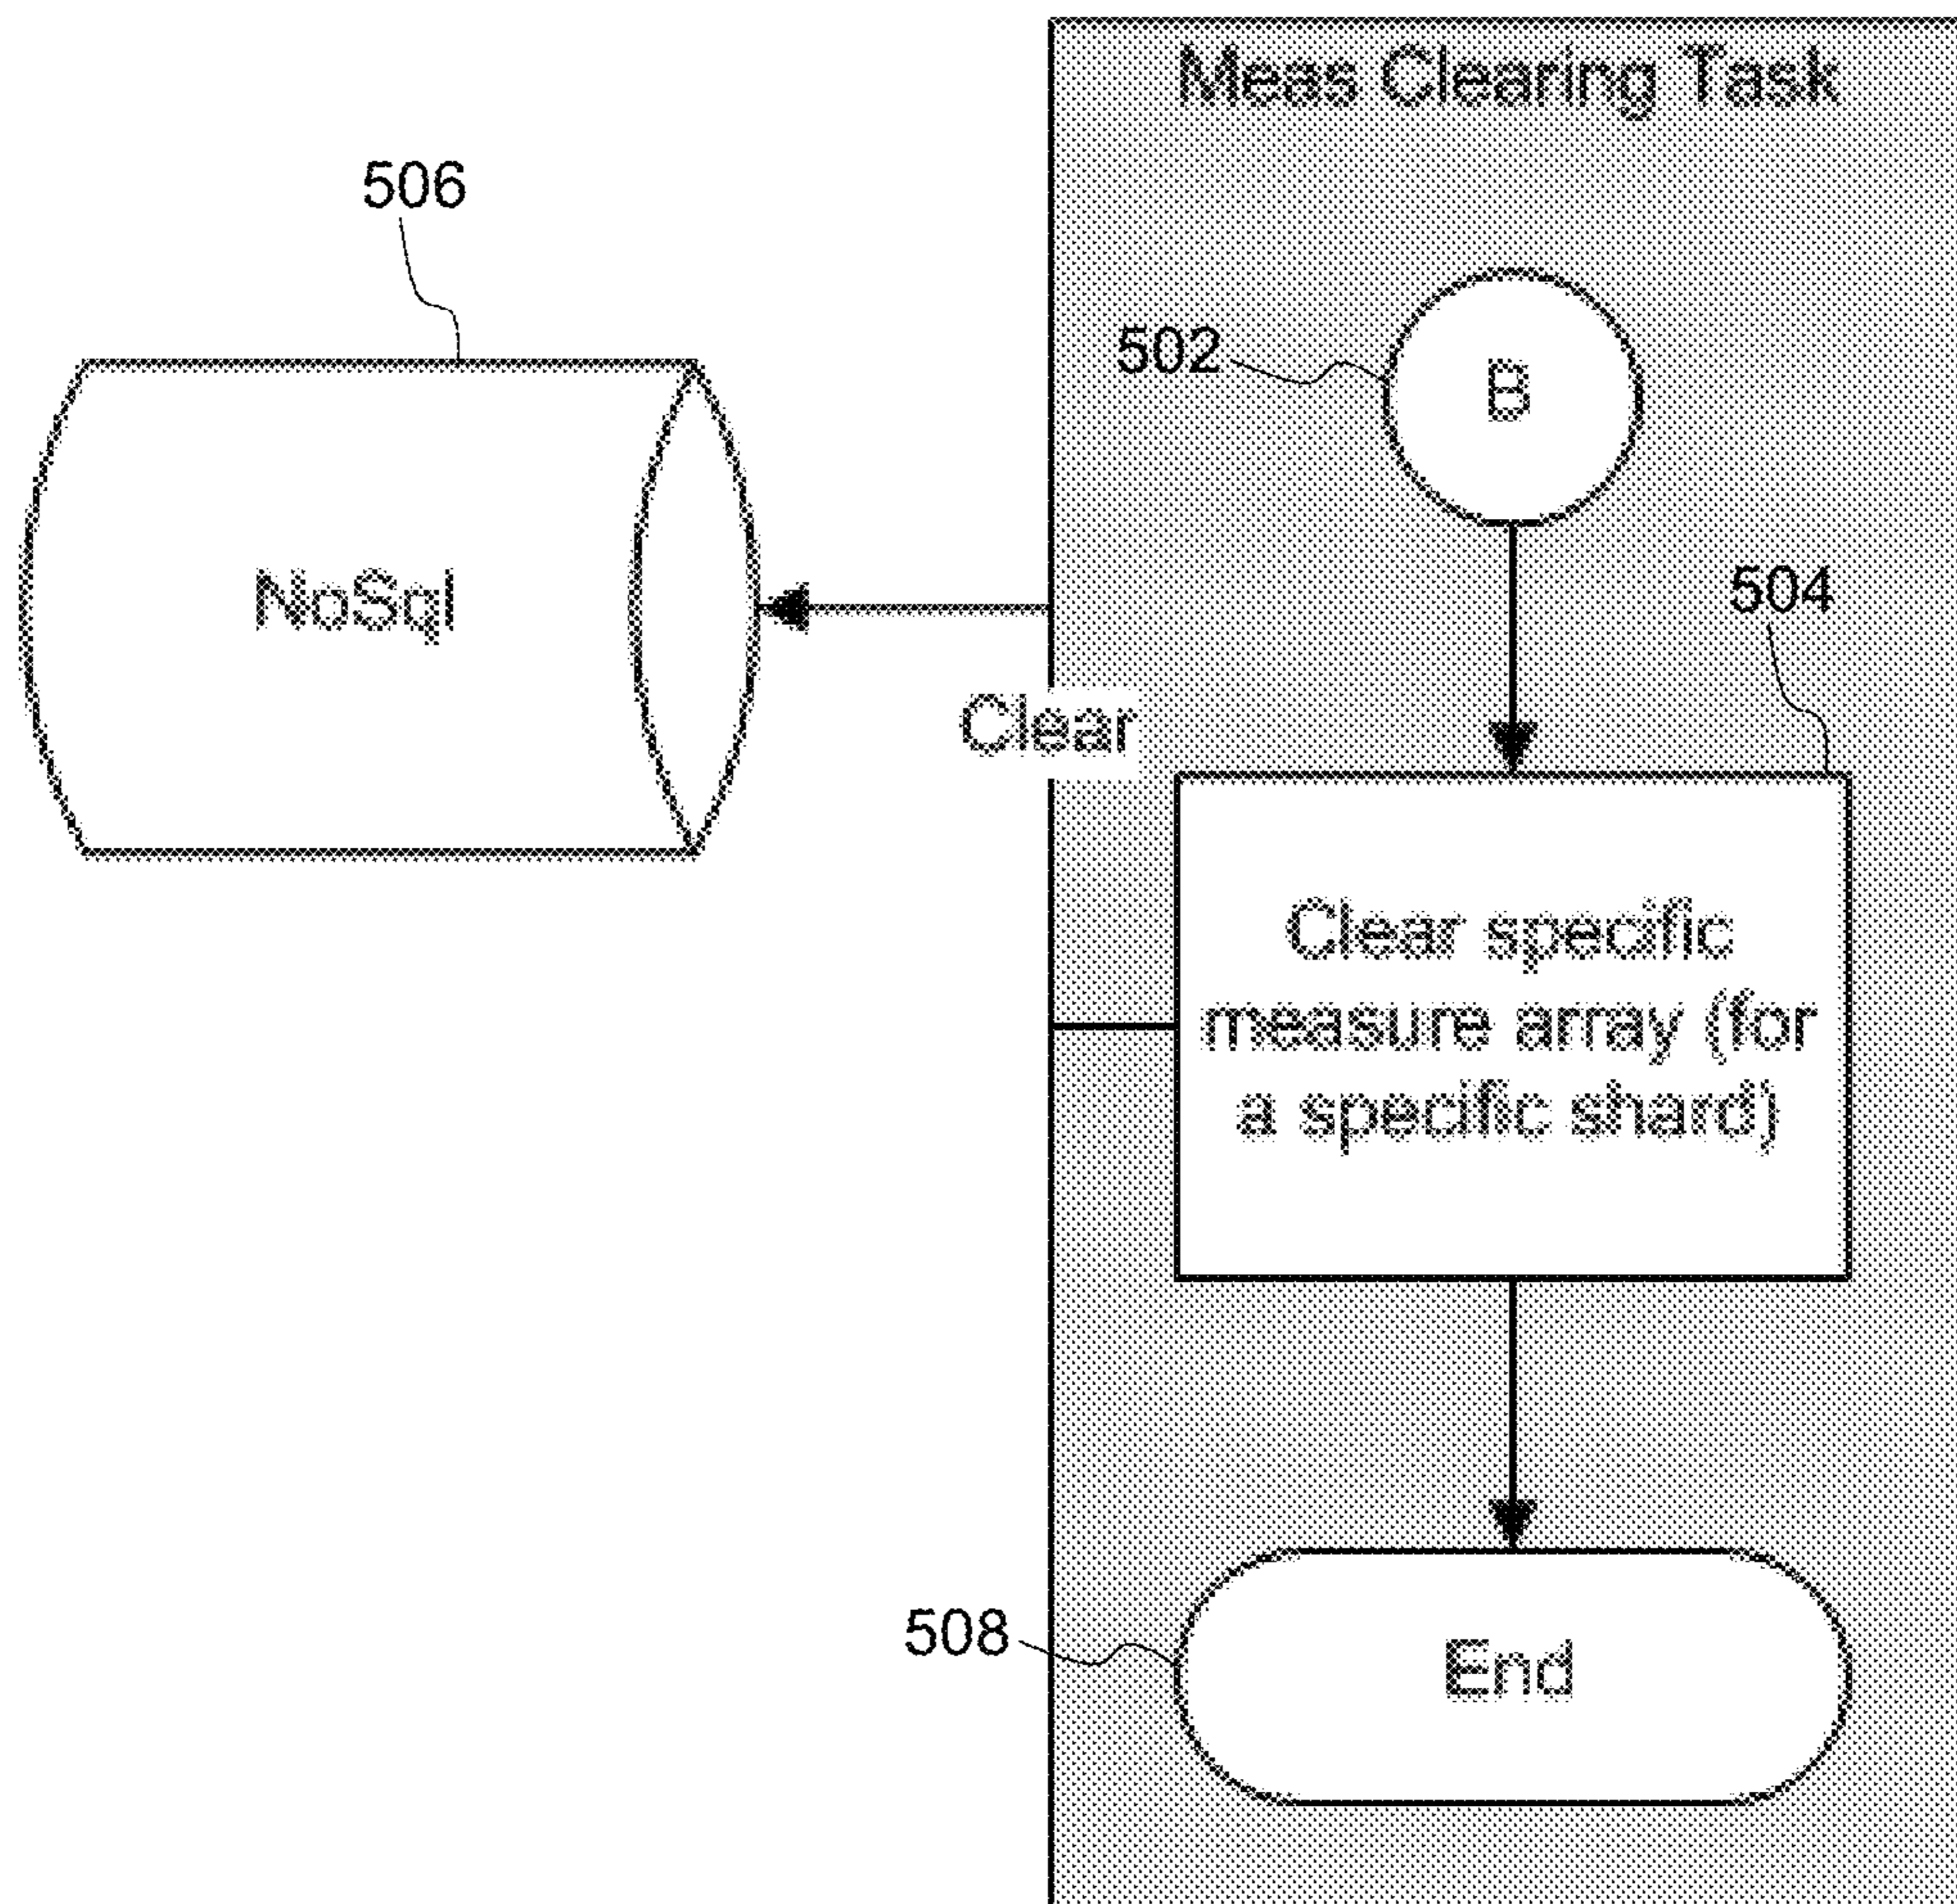 Meas Clearing Task
506
502
B
504
NoSql
Clear
Clear specific
measure array (for
a specific shard)
508
End